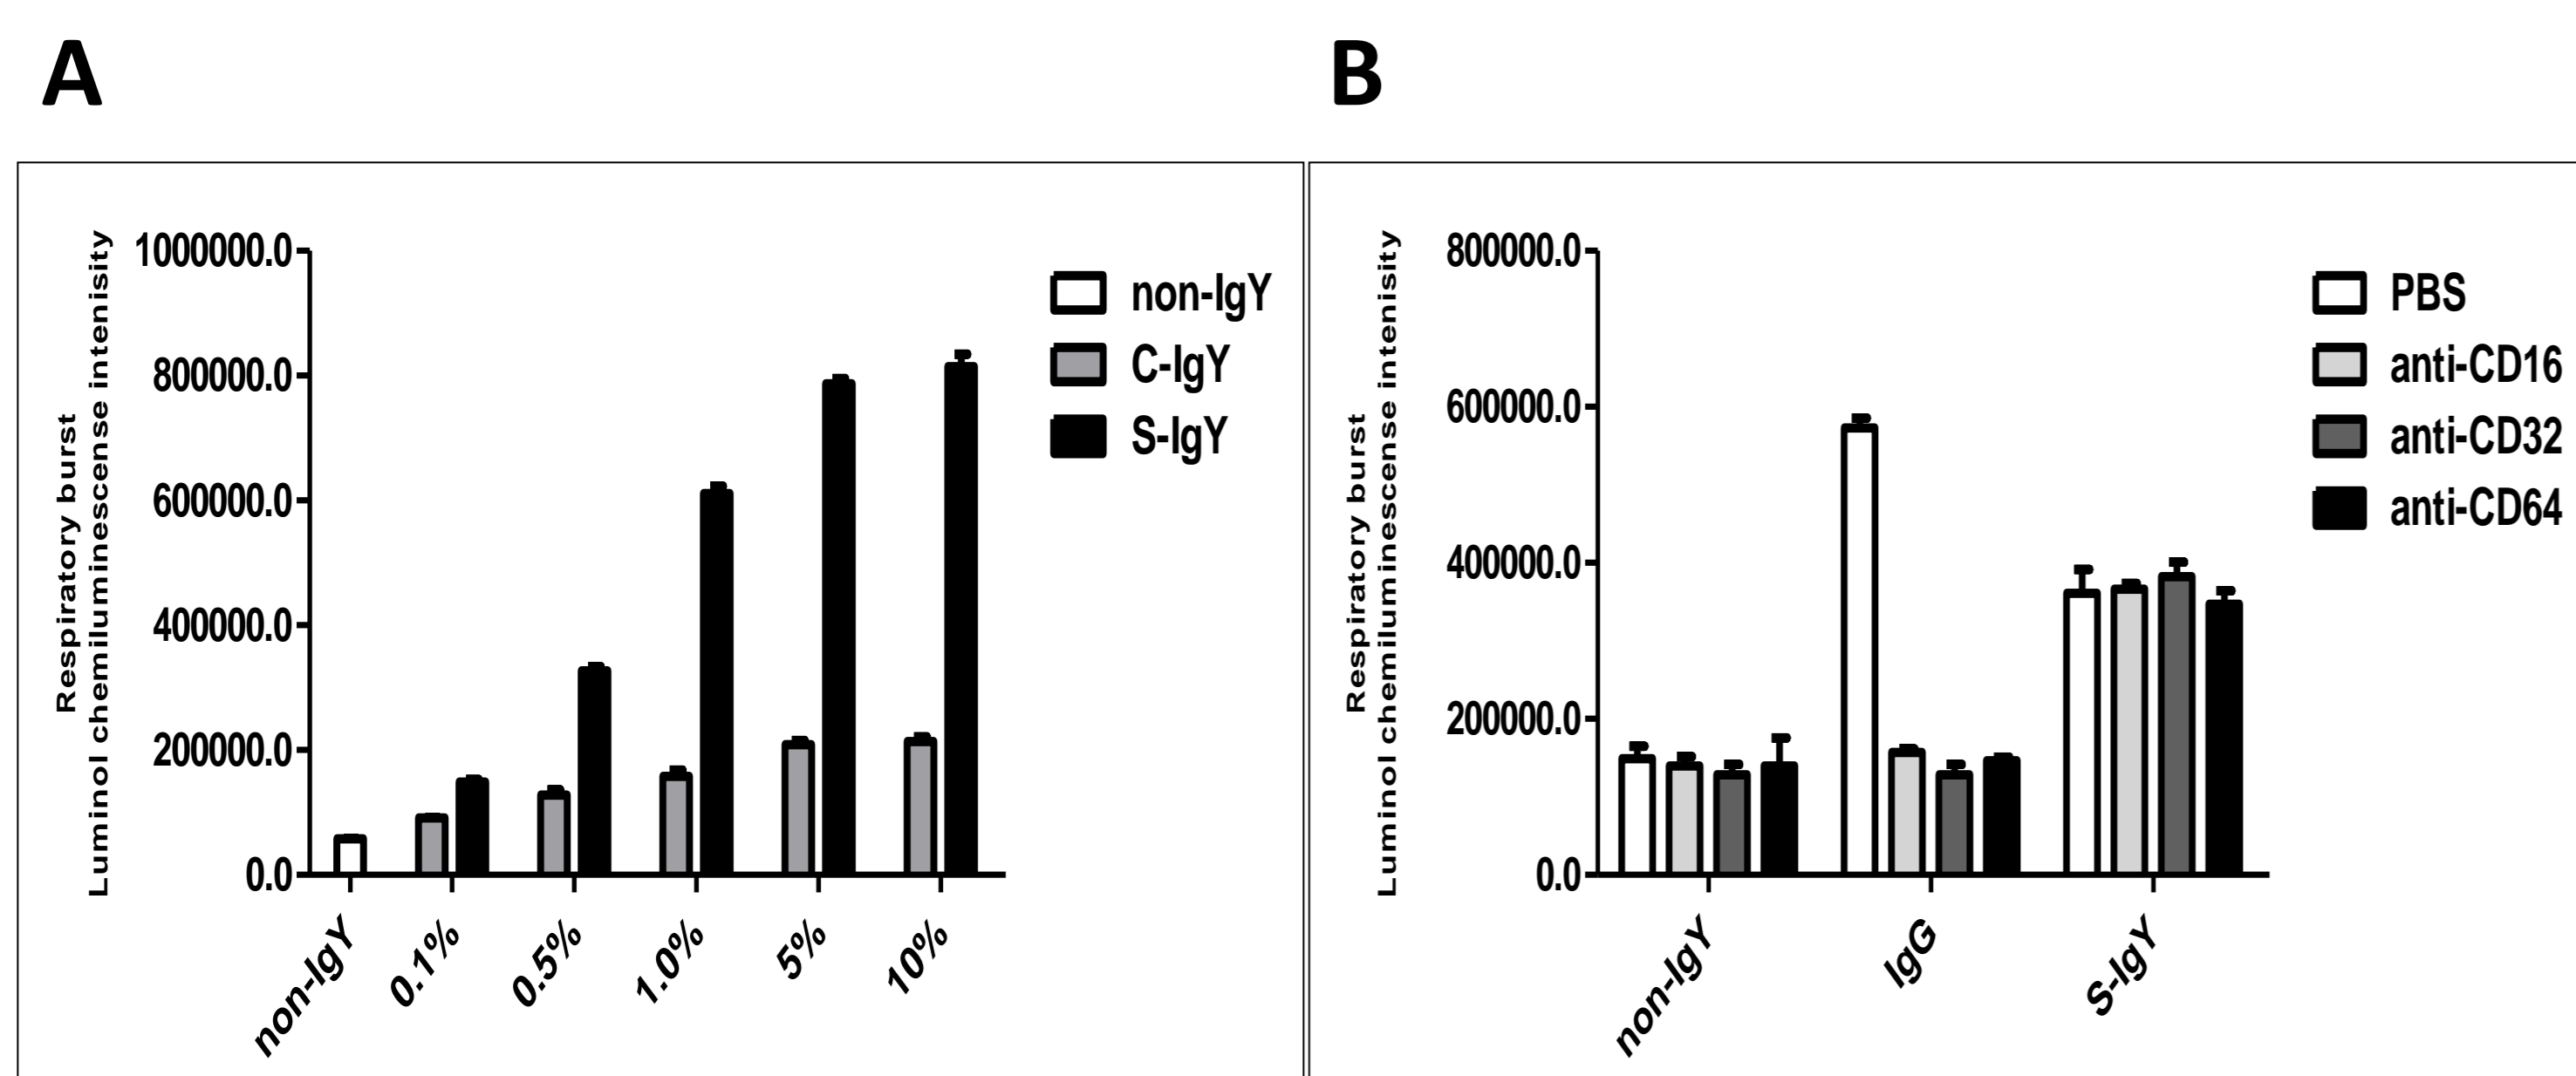 A
Respiratory burst
Luminol chemiluminescense intenisity
1000000.0
800000.0
600000.0
400000.0
200000.0
0.0
non-IgY
0.1%
0.5%
1.0%
5%
10%
non-IgY
C-IgY
S-IgY
B
Respiratory burst
Luminol chemiluminescense intenisity
800000.0
600000.0
400000.0
200000.0
0.0
non-IgY
IgG
S-IgY
PBS
anti-CD16
anti-CD32
anti-CD64